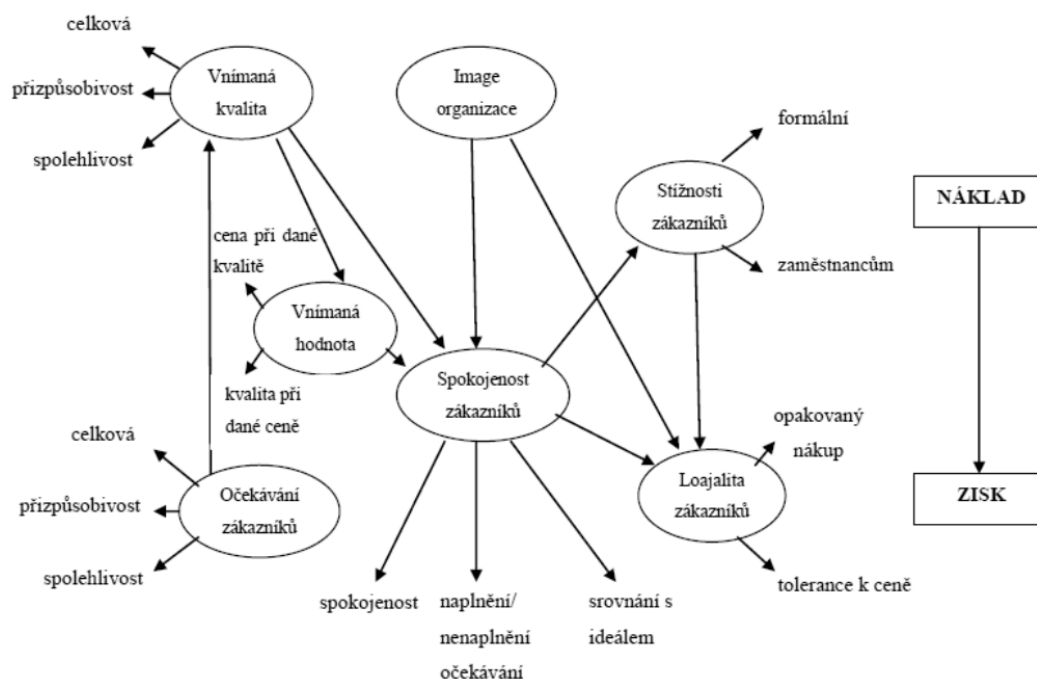 celková
Vnímaná
kvalita
přizpůsobivost
spolehlivost
Image
organizace
formální
Stížnosti
zákazníků
zaměstnancům
NÁKLAD
cena při dané
kvalitě
Vnímaná
hodnota
kvalita při
dané ceně
Spokojenost
zákazníků
opakovaný
nákup
Loajalita
zákazníků
tolerance k ceně
ZISK
celková
přizpůsobivost
spolehlivost
Očekávání
zákazníků
spokojenost
naplnění/
nenaplnění
očekávání
srovnání s
ideálem